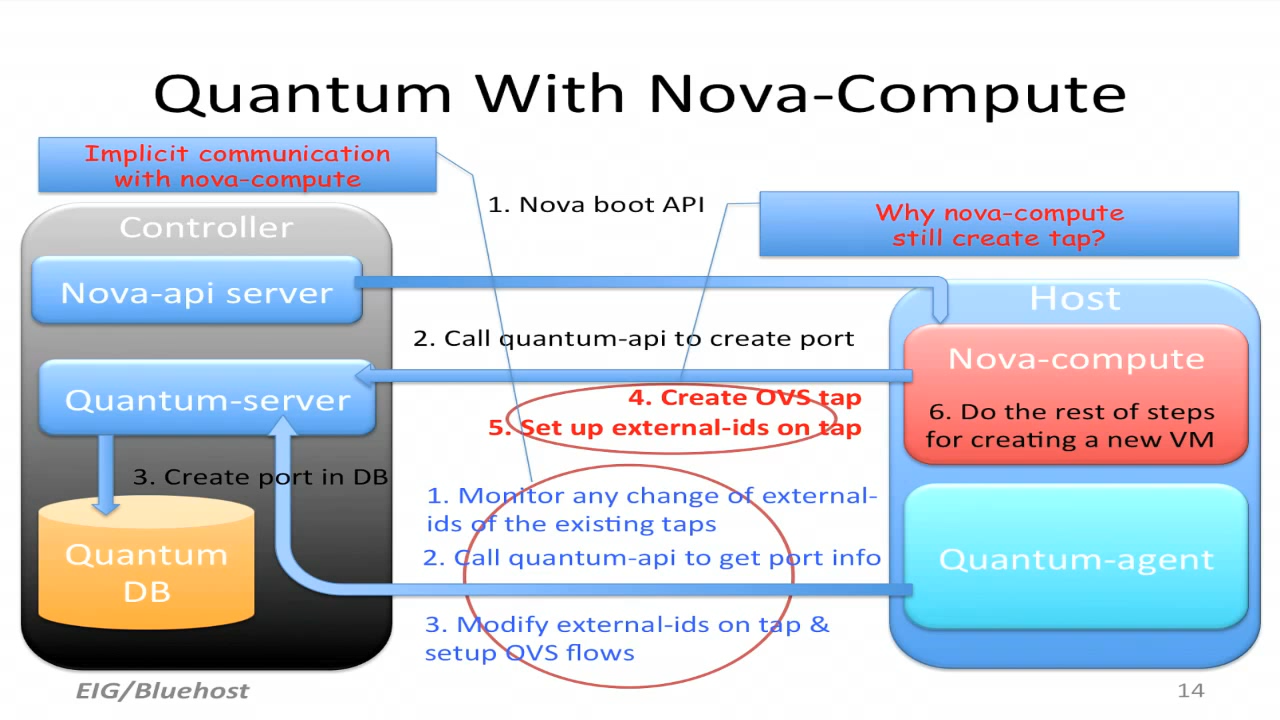 Quantum With Nova-Compute
Implicit communication
with nova-compute
1. Nova boot API
Why nova-compute
still create tap?
Controller
Nova-api server
Host
2. Call quantum-api to create port
Nova-compute
Quantum-server
4. Create OVS tap
5. Set up external-ids on tap
6. Do the rest of steps
for creating a new VM
3. Create port in DB
1. Monitor any change of external-
ids of the existing taps
2. Call quantum-api to get port info
Quantum
DB
Quantum-agent
3. Modify external-ids on tap &
setup OVS flows
EIG/Bluehost
14